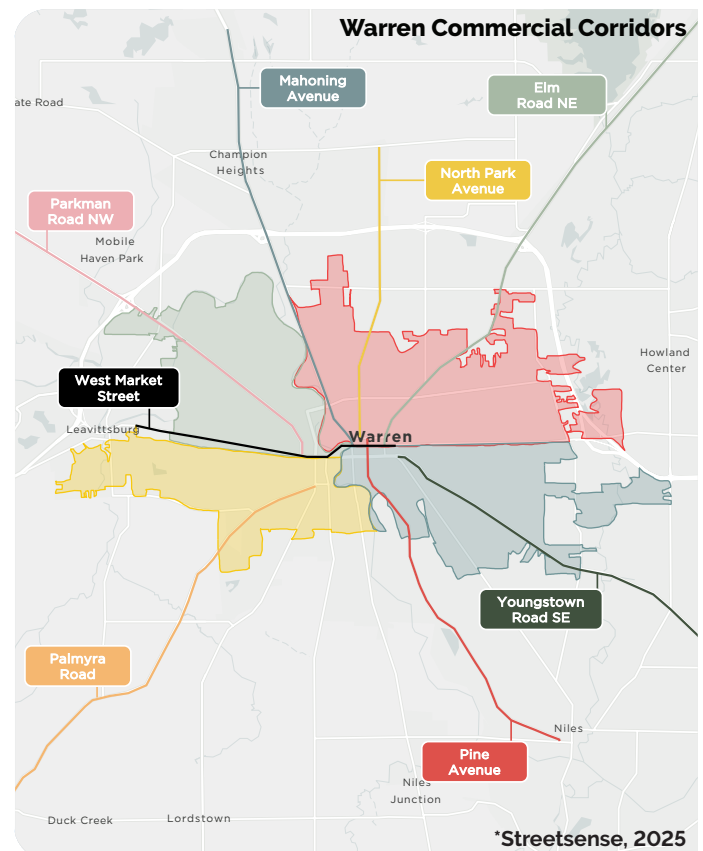 Warren Commercial Corridors
Mahoning
Avenue
Elm
Road NE
ate Road
Champion
Heights
North Park
Avenue
Parkman
Road NW
Mobile
Haven Park
Howland
Center
West Market
Street
Leavittsburg
Warren
Youngstown
Road SE
Palmyra
Road
Niles
Pine
Avenue
Niles
Junction
Duck Creek
Lordstown
*Streetsense, 2025